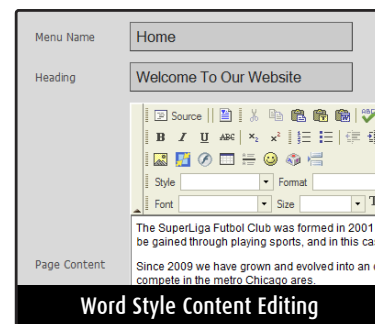 Menu Name Home
Heading Welcome To Our Website
Source ABC
B I U ABC x₂ x²
Style Format
Font Size T
The SuperLiga Futbol Club was formed in 2001
be gained through playing sports, and in this cas
Page Content
Since 2009 we have grown and evolved into an
compete in the metro Chicago ares.
Word Style Content Editing